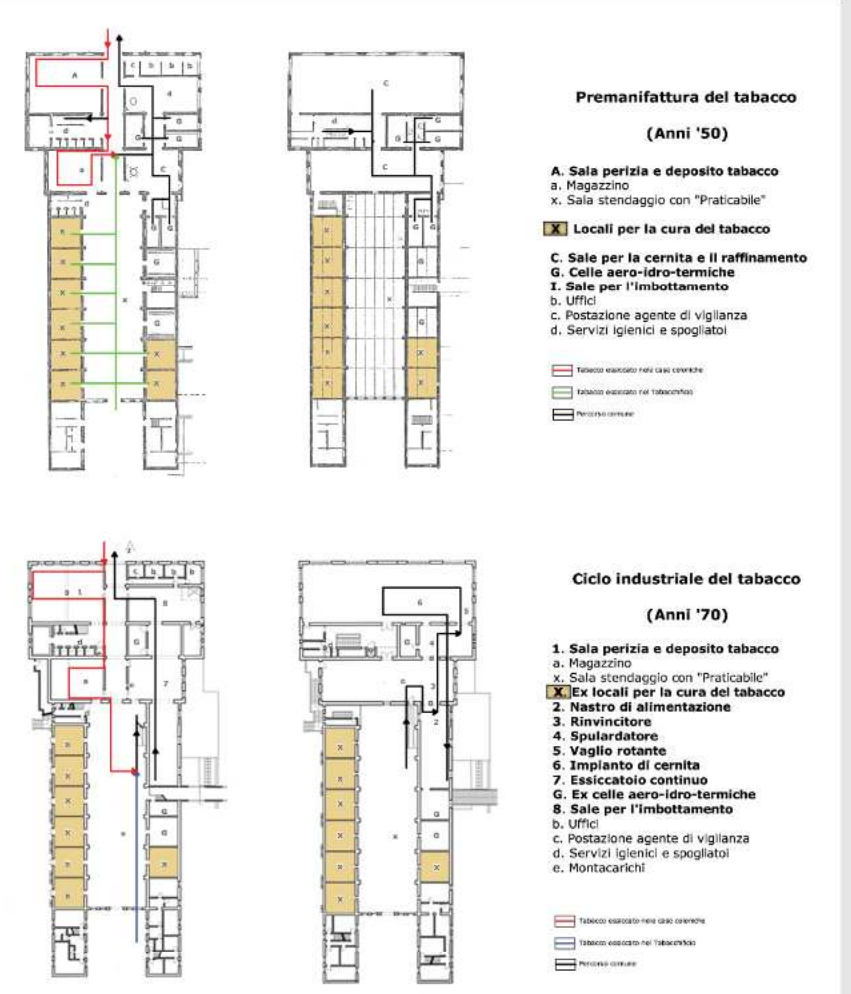 Premanifattura del tabacco
(Anni '50)
A. Sala perizia e deposito tabacco
a. Magazzino
x. Sala stendaggio con "Praticabile"
X Locali per la cura del tabacco
C. Sale per la cernita e il raffinamento
G. Celle aero-idro-termiche
I. Sale per l'imbottamento
b. Uffici
c. Postazione agente di vigilanza
d. Servizi igienici e spogliatoi
Tabacco essiccato nelle case coloniche
Tabacco essiccato nel Tabacchificio
Percorso comune
Ciclo industriale del tabacco
(Anni '70)
1. Sala perizia e deposito tabacco
a. Magazzino
x. Sala stendaggio con "Praticabile"
X. Ex locali per la cura del tabacco
2. Nastro di alimentazione
3. Rinvincitore
4. Spulardatore
5. Vaglio rotante
6. Impianto di cernita
7. Essiccatoio continuo
G. Ex celle aero-idro-termiche
8. Sale per l'imbottamento
b. Uffici
c. Postazione agente di vigilanza
d. Servizi igienici e spogliatoi
e. Montacarichi
Tabacco essiccato nelle case coloniche
Tabacco essiccato nel Tabacchificio
Percorso comune